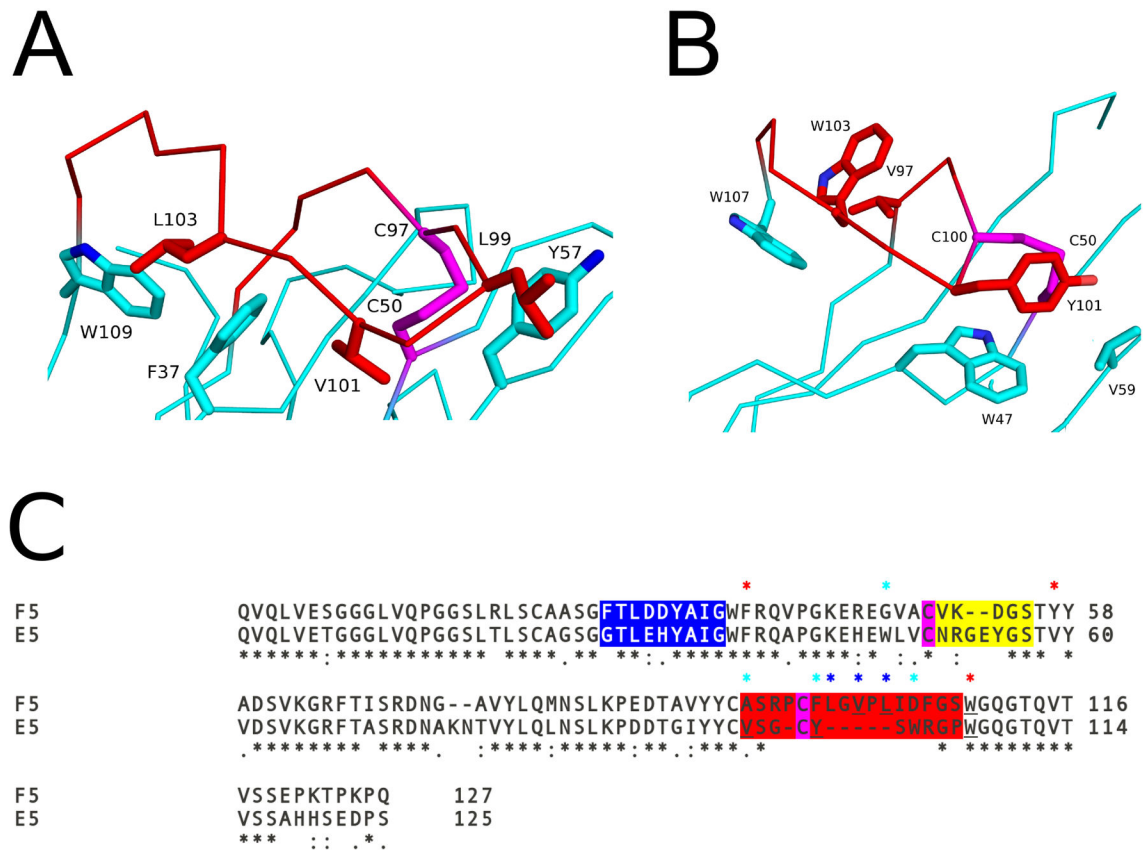 A
B
L103
C97
L99
Y57
C50
W109
F37
V101
W103
V97
W107
C100
C50
Y101
V59
W47
C
* * *
F5 QVQLVESGGGLVQPGGSLRLSCAASGFTLDDYAIGWFRQVPGKEREGVACVK--DGSTYY 58
E5 QVQLVETGGGLVQPGGSLTLSCAGSGGTLEHYAIGWFRQAPGKEHEWLVCNRGEYGSTVY 60
******:*********** ****.** **:.********.****:* :.* :   *** *
* * * * * * *
F5 ADSVKGRFTISRDNG--AVYLQMNSLKPEDTAVYYCASRPCFLGVPLIDFGSWGQGTQVT 116
E5 VDSVKGRFTASRDNAKNTVYLQLNSLKPDDTGIYYCVSG-CY-----SWRGPWGQGTQVT 114
.******** ****.  :****:*****:**.:***.*            * ********
F5 VSSEPKTPKPQ 127
E5 VSSAHHSEDPS 125
***  :: .*.